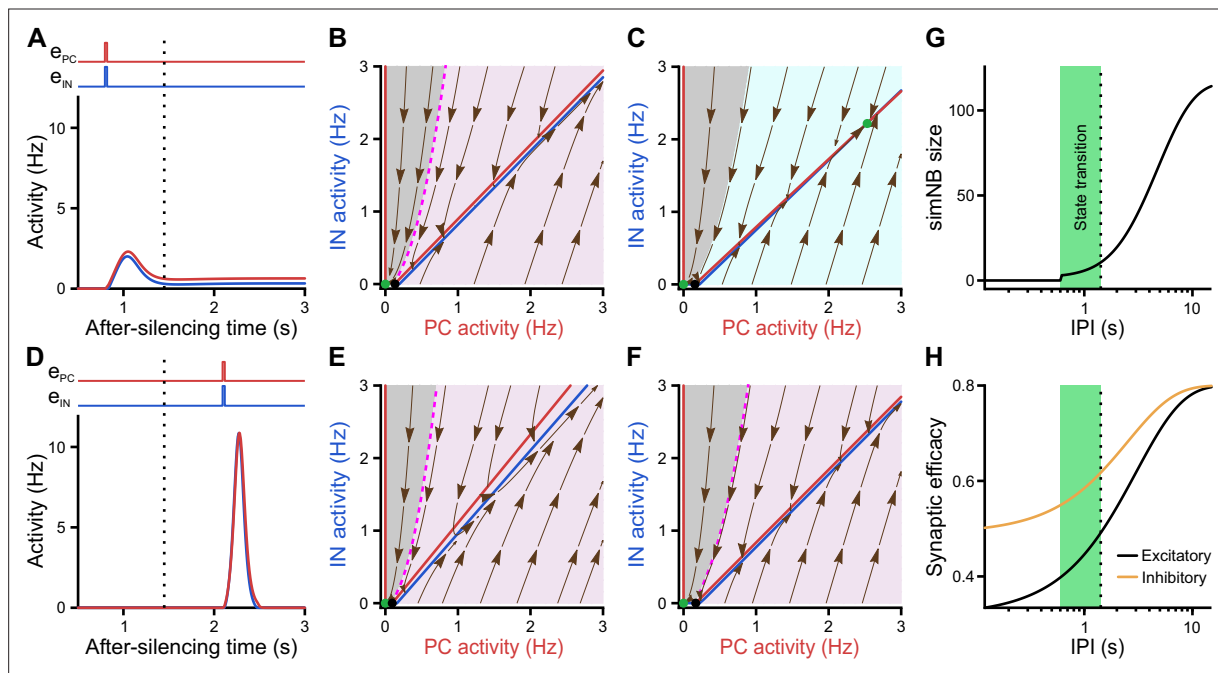 A
e_PC
e_IN
Activity (Hz)
10
5
0
1
2
3
After-silencing time (s)
B
IN activity (Hz)
3
2
1
0
0
1
2
3
PC activity (Hz)
C
IN activity (Hz)
3
2
1
0
0
1
2
3
PC activity (Hz)
G
simNB size
100
50
0
State transition
1
10
IPI (s)
D
e_PC
e_IN
Activity (Hz)
10
5
0
1
2
3
After-silencing time (s)
E
IN activity (Hz)
3
2
1
0
0
1
2
3
PC activity (Hz)
F
IN activity (Hz)
3
2
1
0
0
1
2
3
PC activity (Hz)
H
Synaptic efficacy
0.8
0.6
0.4
Excitatory
Inhibitory
1
10
IPI (s)